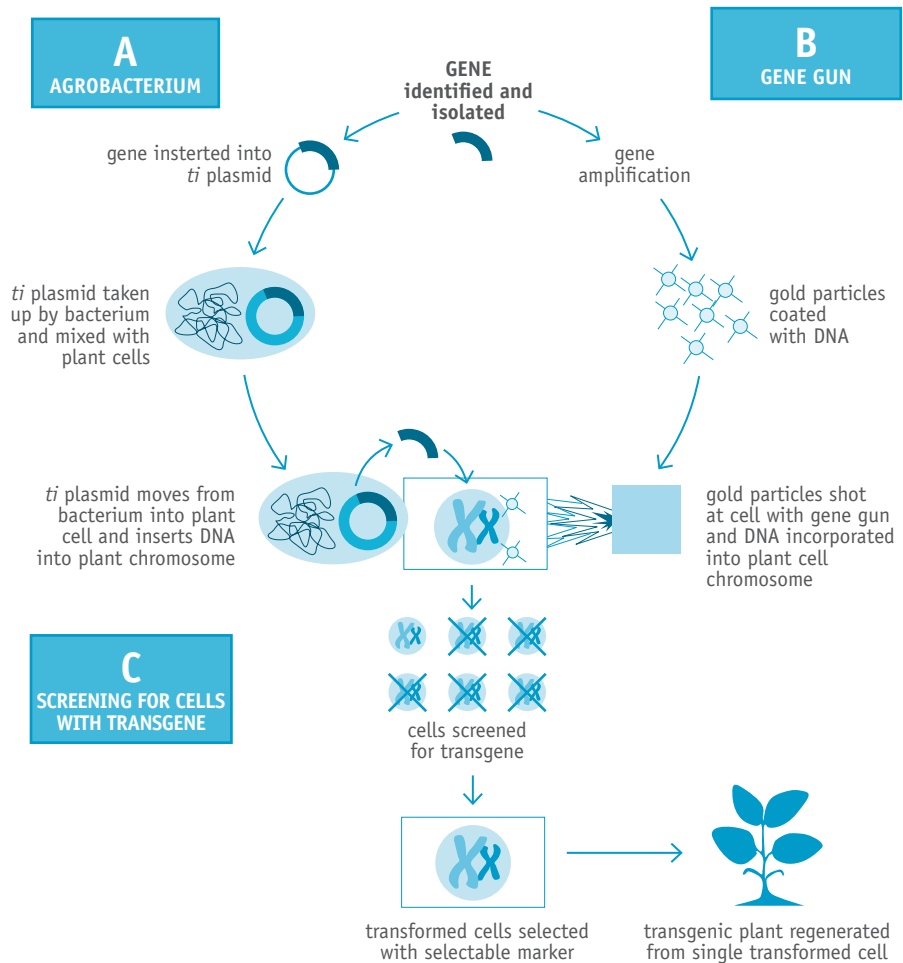 A
AGROBACTERIUM
B
GENE GUN
GENE
identified and
isolated
gene insterted into
ti plasmid
gene
amplification
ti plasmid taken
up by bacterium
and mixed with
plant cells
gold particles
coated
with DNA
ti plasmid moves from
bacterium into plant
cell and inserts DNA
into plant chromosome
gold particles shot
at cell with gene gun
and DNA incorporated
into plant cell
chromosome
C
SCREENING FOR CELLS
WITH TRANSGENE
cells screened
for transgene
transformed cells selected
with selectable marker
transgenic plant regenerated
from single transformed cell